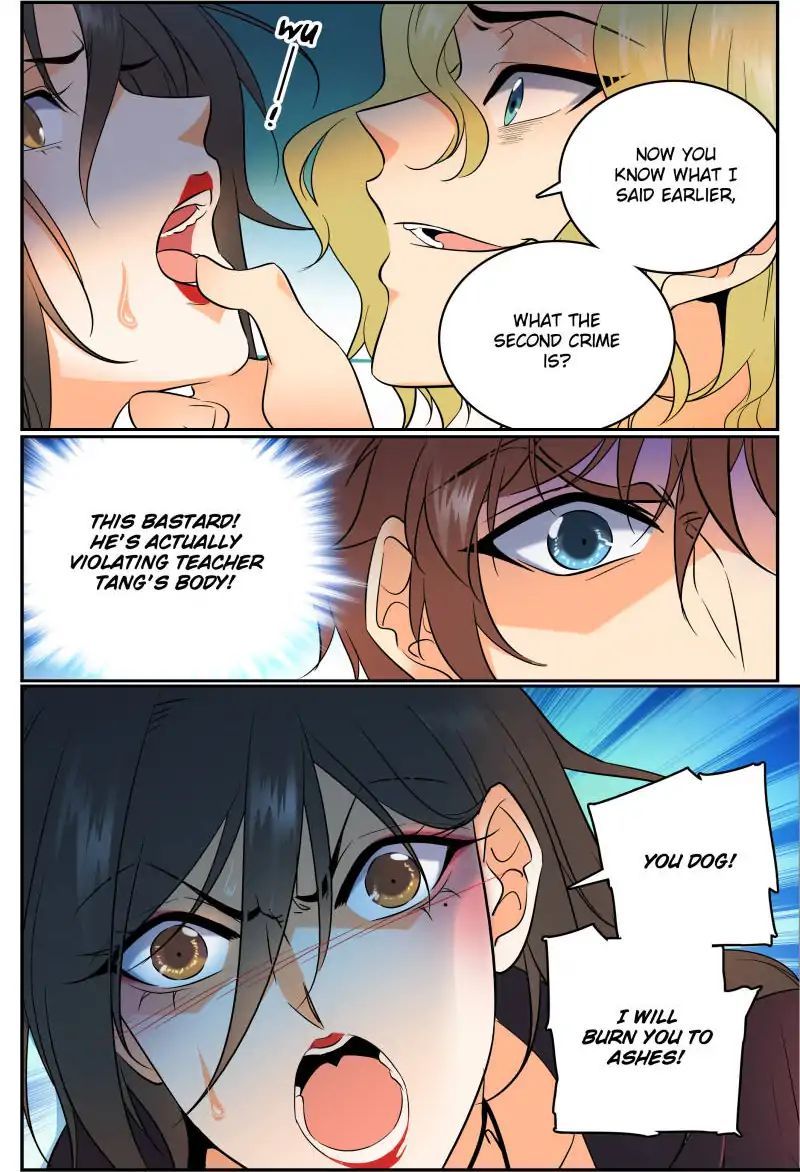 WU
—!
NOW YOU
KNOW WHAT I
SAID EARLIER,
WHAT THE
SECOND CRIME
IS?
THIS BASTARD!
HE'S ACTUALLY
VIOLATING TEACHER
TANG'S BODY!
YOU DOG!
I WILL
BURN YOU TO
ASHES!